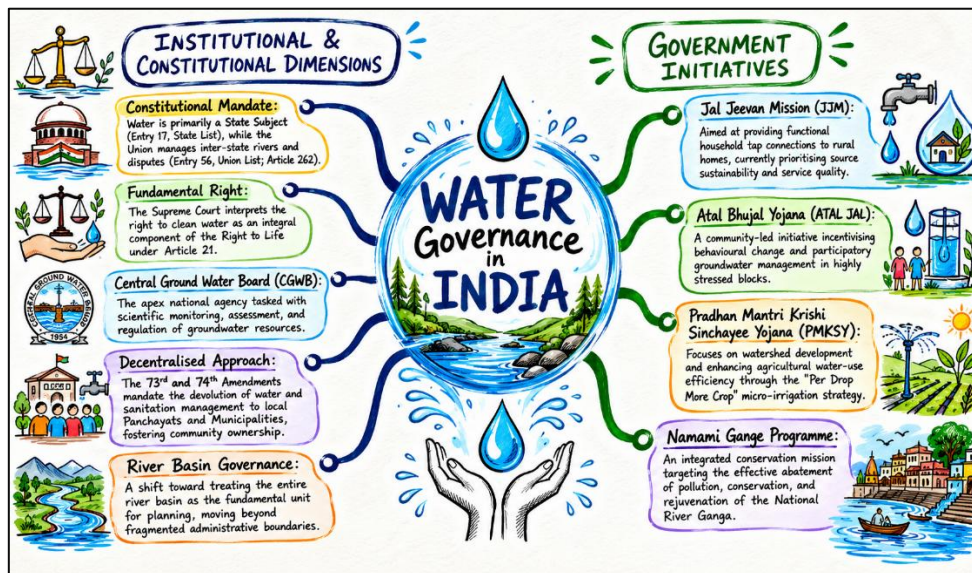 INSTITUTIONAL &
CONSTITUTIONAL DIMENSIONS
Constitutional Mandate:
Water is primarily a State Subject
(Entry 17, State List), while the
Union manages inter-state rivers and
disputes (Entry 56, Union List; Article 262).
Fundamental Right:
The Supreme Court interprets the
right to clean water as an integral
component of the Right to Life
under Article 21.
CENTRAL GROUND WATER BOARD
1954
Central Ground Water Board (CGWB):
The apex national agency tasked with
scientific monitoring, assessment, and
regulation of groundwater resources.
Decentralised Approach:
The 73rd and 74th Amendments
mandate the devolution of water and
sanitation management to local
Panchayats and Municipalities,
fostering community ownership.
River Basin Governance:
A shift toward treating the entire
river basin as the fundamental unit
for planning, moving beyond
fragmented administrative boundaries.
WATER
Governance
in
INDIA
GOVERNMENT
INITIATIVES
Jal Jeevan Mission (JJM):
Aimed at providing functional
household tap connections to rural
homes, currently prioritising source
sustainability and service quality.
Atal Bhujal Yojana (ATAL JAL):
A community-led initiative incentivising
behavioural change and participatory
groundwater management in highly
stressed blocks.
Pradhan Mantri Krishi
Sinchayee Yojana (PMKSY):
Focuses on watershed development
and enhancing agricultural water-use
efficiency through the "Per Drop
More Crop" micro-irrigation strategy.
Namami Gange Programme:
An integrated conservation mission
targeting the effective abatement
of pollution, conservation, and
rejuvenation of the National
River Ganga.